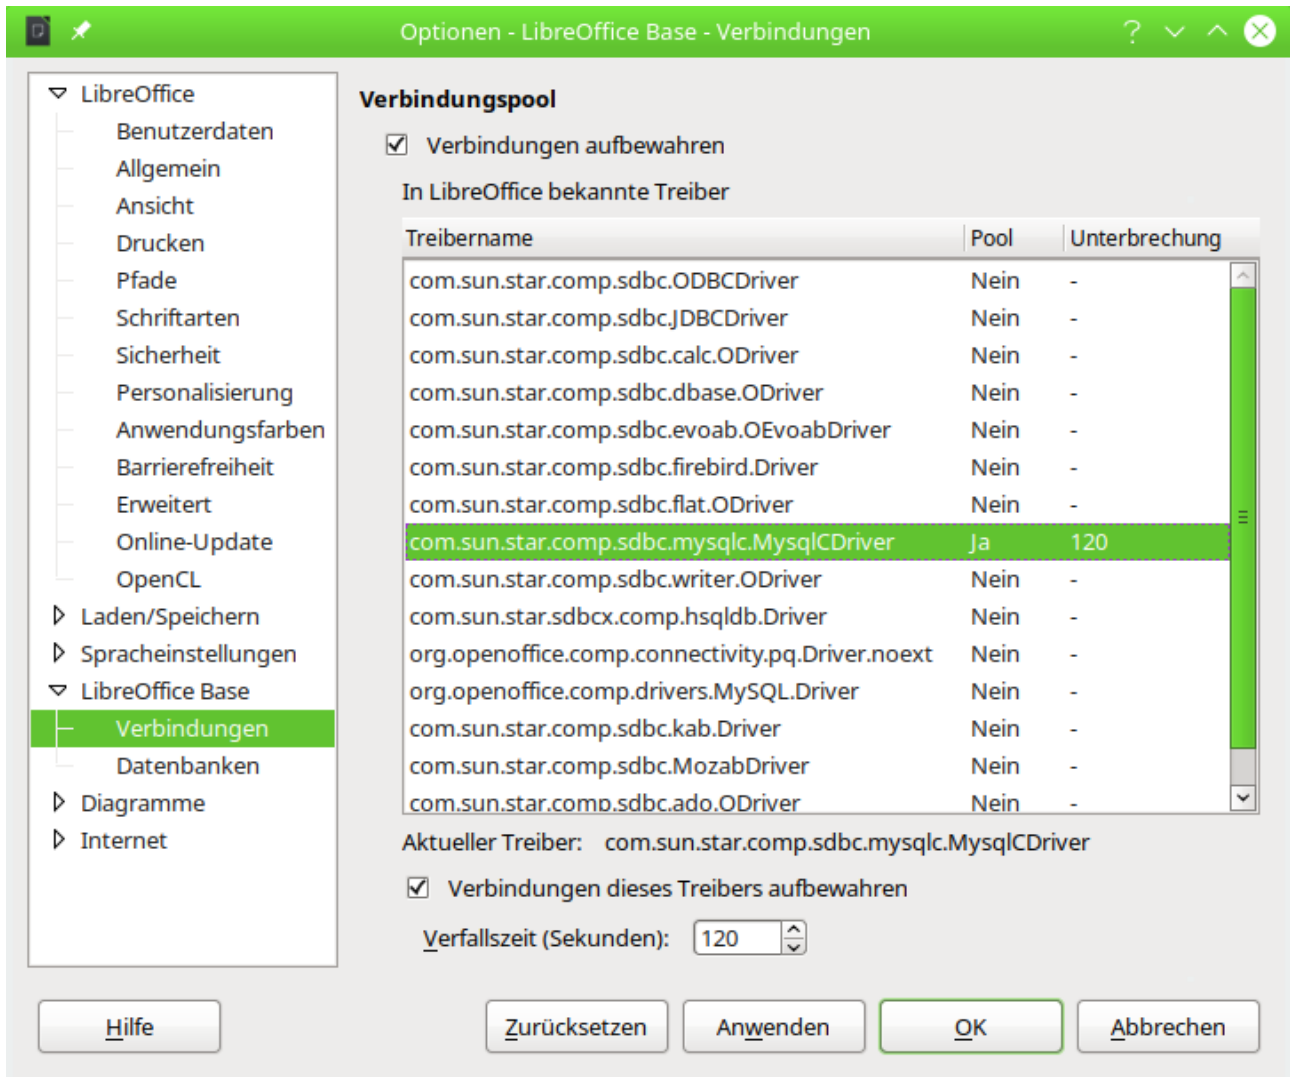 Optionen - LibreOffice Base - Verbindungen
LibreOffice
Benutzerdaten
Allgemein
Ansicht
Drucken
Pfade
Schriftarten
Sicherheit
Personalisierung
Anwendungsfarben
Barrierefreiheit
Erweitert
Online-Update
OpenCL
Laden/Speichern
Spracheinstellungen
LibreOffice Base
Verbindungen
Datenbanken
Diagramme
Internet
Verbindungspool
Verbindungen aufbewahren
In LibreOffice bekannte Treiber
Treibername Pool Unterbrechung
com.sun.star.comp.sdbc.ODBCDriver Nein -
com.sun.star.comp.sdbc.JDBCDriver Nein -
com.sun.star.comp.sdbc.calc.ODriver Nein -
com.sun.star.comp.sdbc.dbase.ODriver Nein -
com.sun.star.comp.sdbc.evoab.OEvoabDriver Nein -
com.sun.star.comp.sdbc.firebird.Driver Nein -
com.sun.star.comp.sdbc.flat.ODriver Nein -
com.sun.star.comp.sdbc.mysqlc.MysqlCDriver Ja 120
com.sun.star.comp.sdbc.writer.ODriver Nein -
com.sun.star.sdbcx.comp.hsqldb.Driver Nein -
org.openoffice.comp.connectivity.pq.Driver.noext Nein -
org.openoffice.comp.drivers.MySQL.Driver Nein -
com.sun.star.comp.sdbc.kab.Driver Nein -
com.sun.star.comp.sdbc.MozabDriver Nein -
com.sun.star.comp.sdbc.ado.ODriver Nein -
Aktueller Treiber: com.sun.star.comp.sdbc.mysqlc.MysqlCDriver
Verbindungen dieses Treibers aufbewahren
Verfallszeit (Sekunden): 120
Hilfe Zurücksetzen Anwenden OK Abbrechen